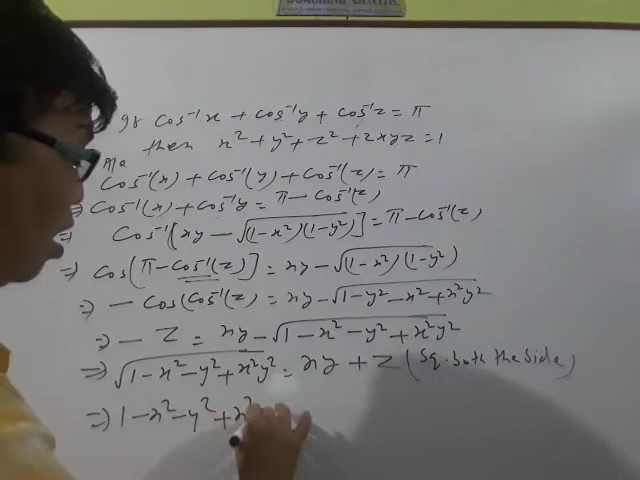 If Cos⁻¹x + Cos⁻¹y + Cos⁻¹z = π
then x² + y² + z² + 2xyz = 1
Cos⁻¹(x) + Cos⁻¹(y) + Cos⁻¹(z) = π
⇒ Cos⁻¹(x) + Cos⁻¹y = π - Cos⁻¹(z)
⇒ Cos⁻¹[xy - √(1-x²)(1-y²)] = π - Cos⁻¹(z)
⇒ Cos(π - Cos⁻¹(z)] = xy - √(1-x²)(1-y²)
⇒ - Cos(Cos⁻¹(z) = xy - √1-y²-x²+x²y²
⇒ - z = xy - √1-x²-y²+x²y²
⇒ √1-x²-y²+x²y² = xy + z (Sq. both the side)
⇒ 1-x²-y²+x²